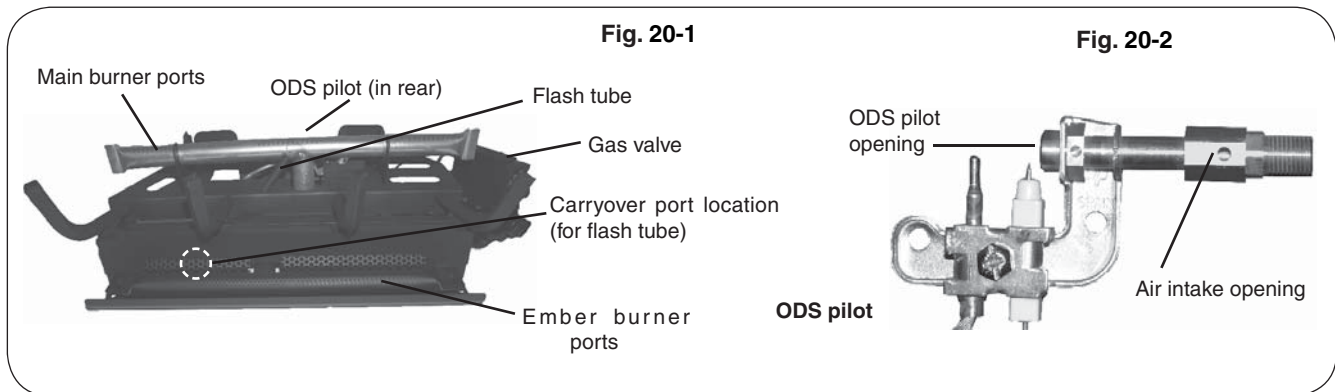 Fig. 20-1
Main burner ports
ODS pilot (in rear)
Flash tube
Gas valve
Carryover port location
(for flash tube)
Ember burner
ports
Fig. 20-2
ODS pilot
opening
Air intake opening
ODS pilot